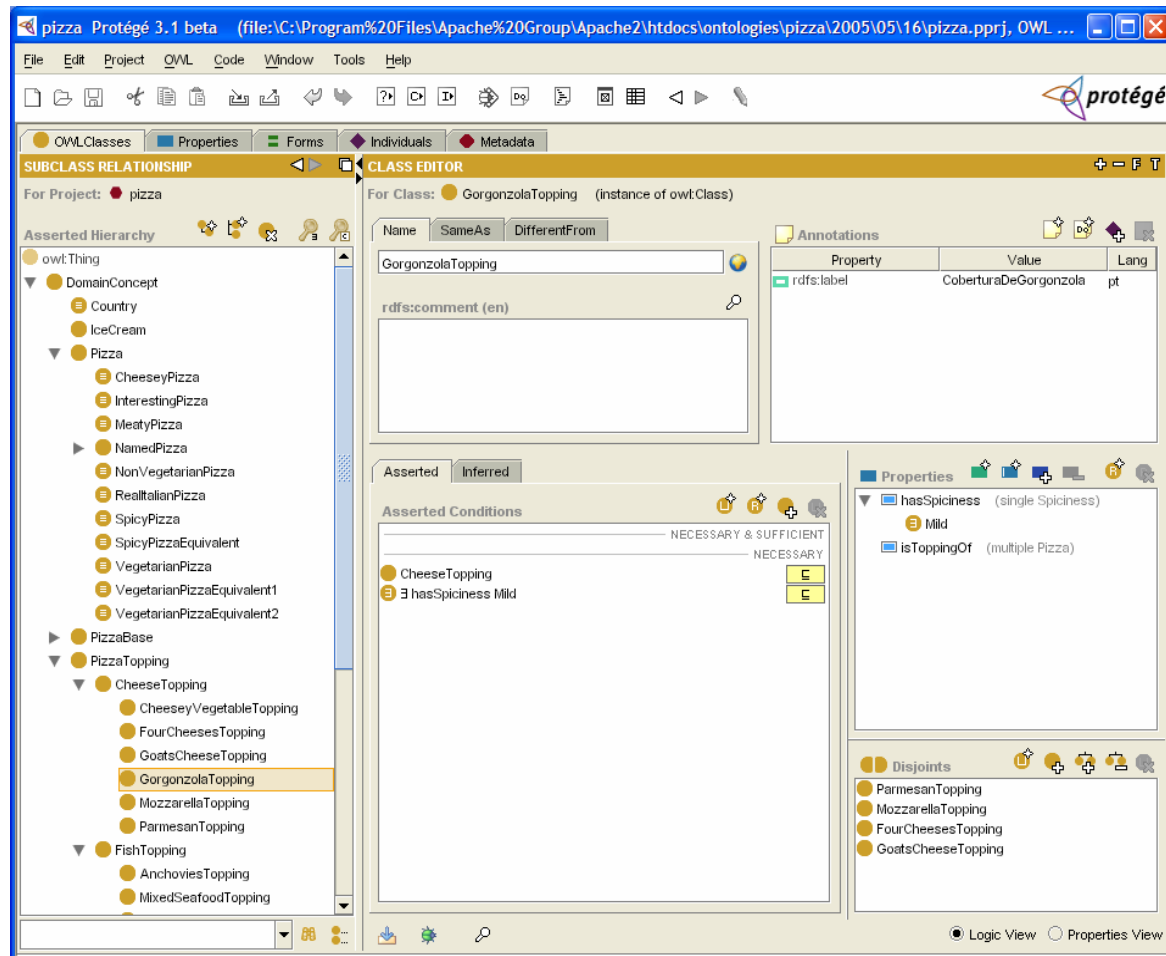 pizza Protégé 3.1 beta (file:\C:\Program%20Files\Apache%20Group\Apache2\htdocs\ontologies\pizza\2005\05\16\pizza.pprj, OWL ...
File Edit Project OWL Code Window Tools Help
protégé
OWLClasses Properties Forms Individuals Metadata
SUBCLASS RELATIONSHIP
For Project: pizza
Asserted Hierarchy
owl:Thing
DomainConcept
Country
IceCream
Pizza
CheeseyPizza
InterestingPizza
MeatyPizza
NamedPizza
NonVegetarianPizza
RealItalianPizza
SpicyPizza
SpicyPizzaEquivalent
VegetarianPizza
VegetarianPizzaEquivalent1
VegetarianPizzaEquivalent2
PizzaBase
PizzaTopping
CheeseTopping
CheeseyVegetableTopping
FourCheesesTopping
GoatsCheeseTopping
GorgonzolaTopping
MozzarellaTopping
ParmesanTopping
FishTopping
AnchoviesTopping
MixedSeafoodTopping
CLASS EDITOR
F T
For Class: GorgonzolaTopping (instance of owl:Class)
Name SameAs DifferentFrom
GorgonzolaTopping
rdfs:comment (en)
Annotations
Property Value Lang
rdfs:label CoberturaDeGorgonzola pt
Asserted Inferred
Asserted Conditions
NECESSARY & SUFFICIENT
NECESSARY
CheeseTopping ⊑
∃ hasSpiciness Mild ⊑
Properties
hasSpiciness (single Spiciness)
Mild
isToppingOf (multiple Pizza)
Disjoints
ParmesanTopping
MozzarellaTopping
FourCheesesTopping
GoatsCheeseTopping
Logic View Properties View